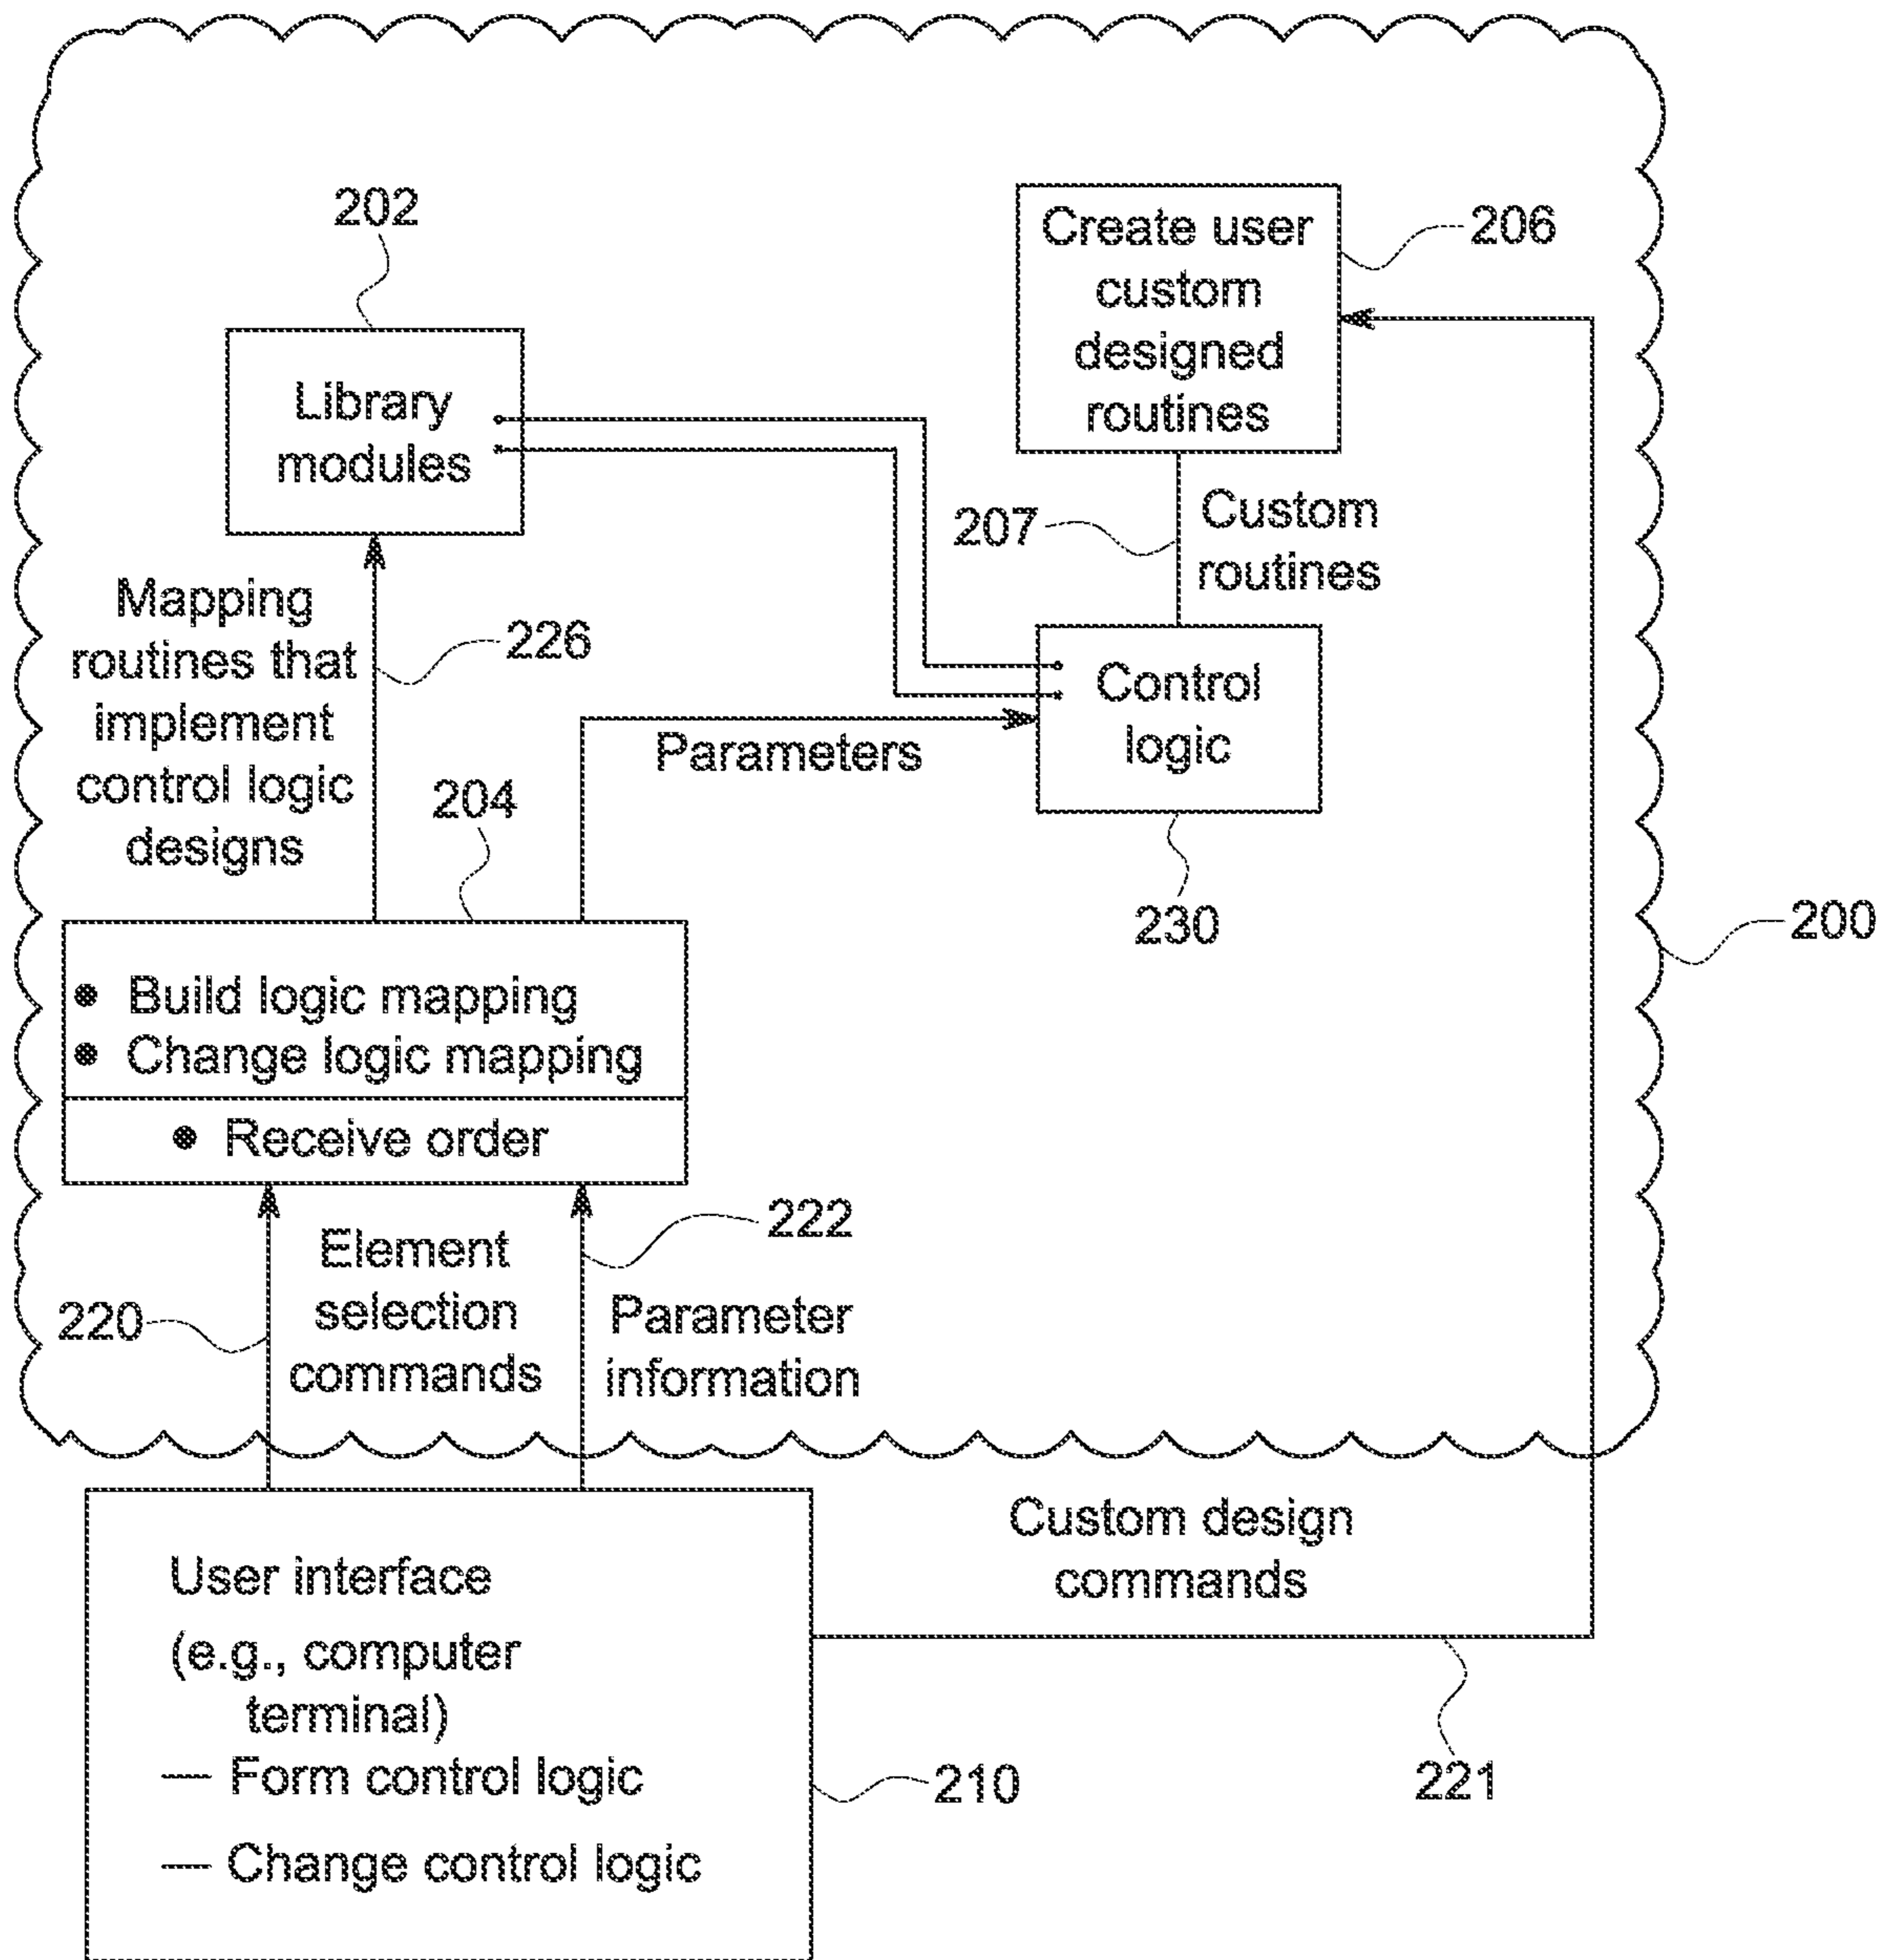 202
Create user
custom
designed
routines
206
Library
modules
207
Custom
routines
Mapping
routines that
implement
control logic
designs
226
Control
logic
Parameters
204
230
200
• Build logic mapping
• Change logic mapping
• Receive order
220
Element
selection
commands
222
Parameter
information
User interface
(e.g., computer
terminal)
— Form control logic
— Change control logic
210
Custom design
commands
221